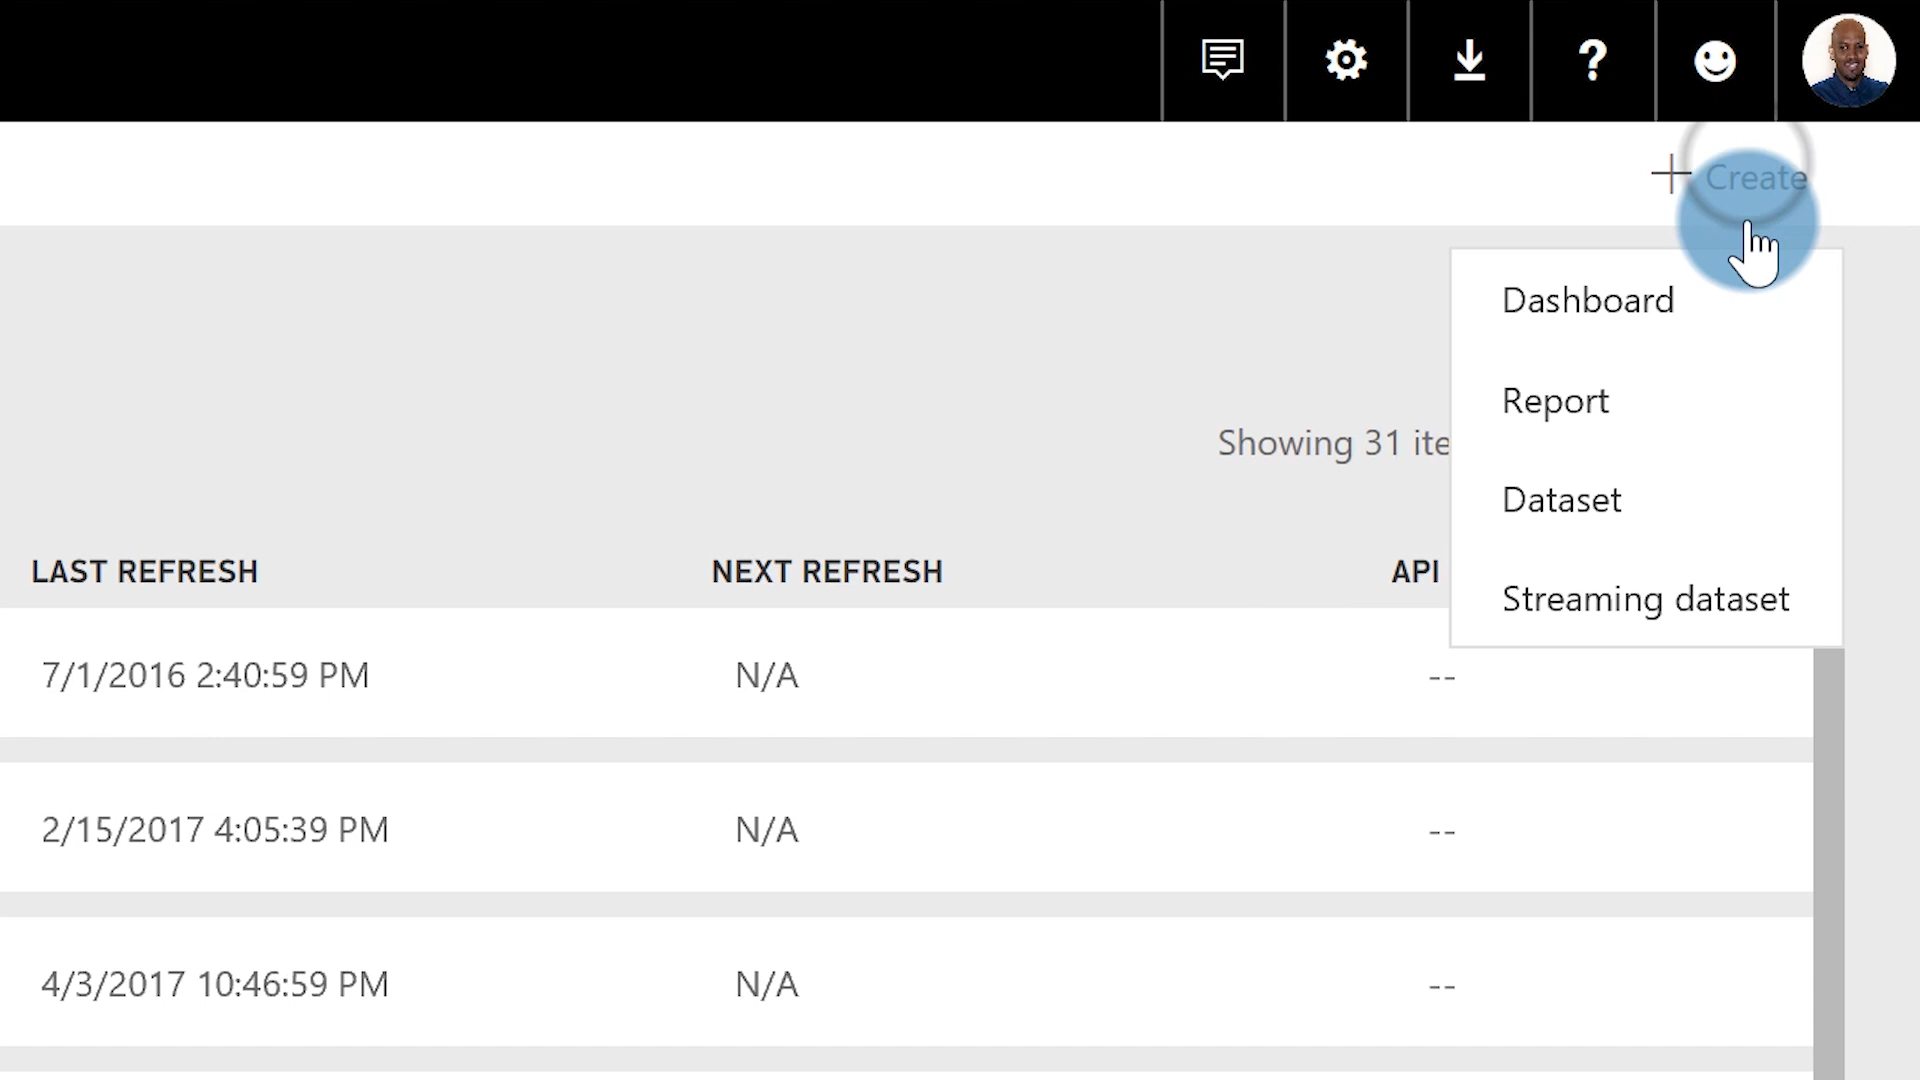 Create
Dashboard
Report
Showing 31 ite
Dataset
LAST REFRESH NEXT REFRESH API
Streaming dataset
7/1/2016 2:40:59 PM N/A --
2/15/2017 4:05:39 PM N/A --
4/3/2017 10:46:59 PM N/A --